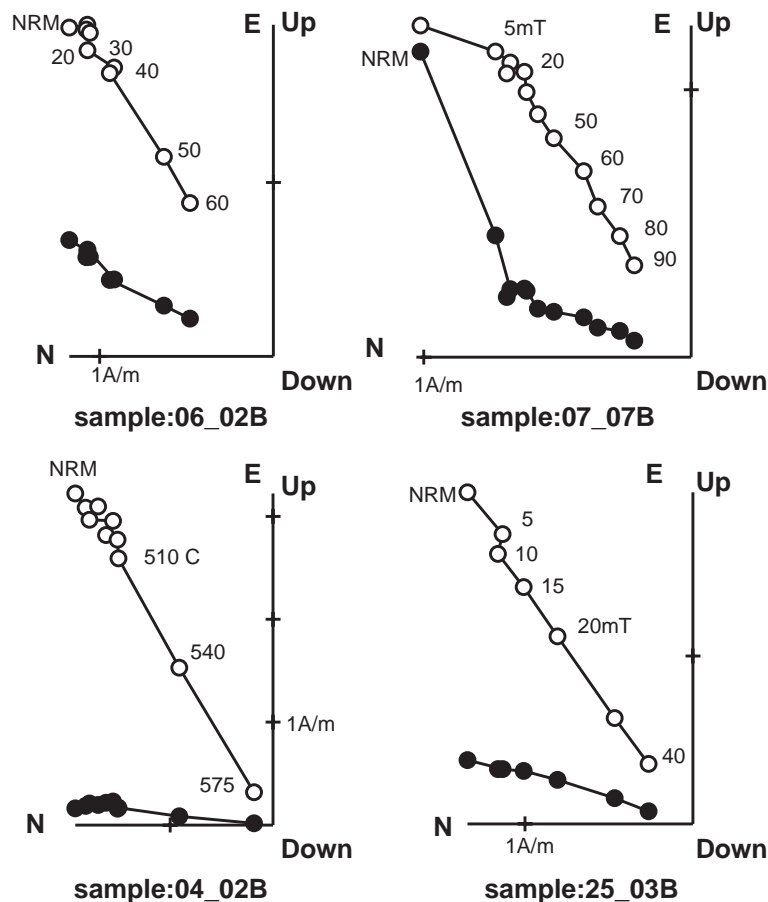 NRM
E
Up
20
30
40
50
60
N
1A/m
Down
sample:06_02B
E
Up
5mT
NRM
20
50
60
70
80
90
N
1A/m
Down
sample:07_07B
NRM
E
Up
510 C
540
1A/m
575
N
Down
sample:04_02B
E
Up
NRM
5
10
15
20mT
40
N
1A/m
Down
sample:25_03B